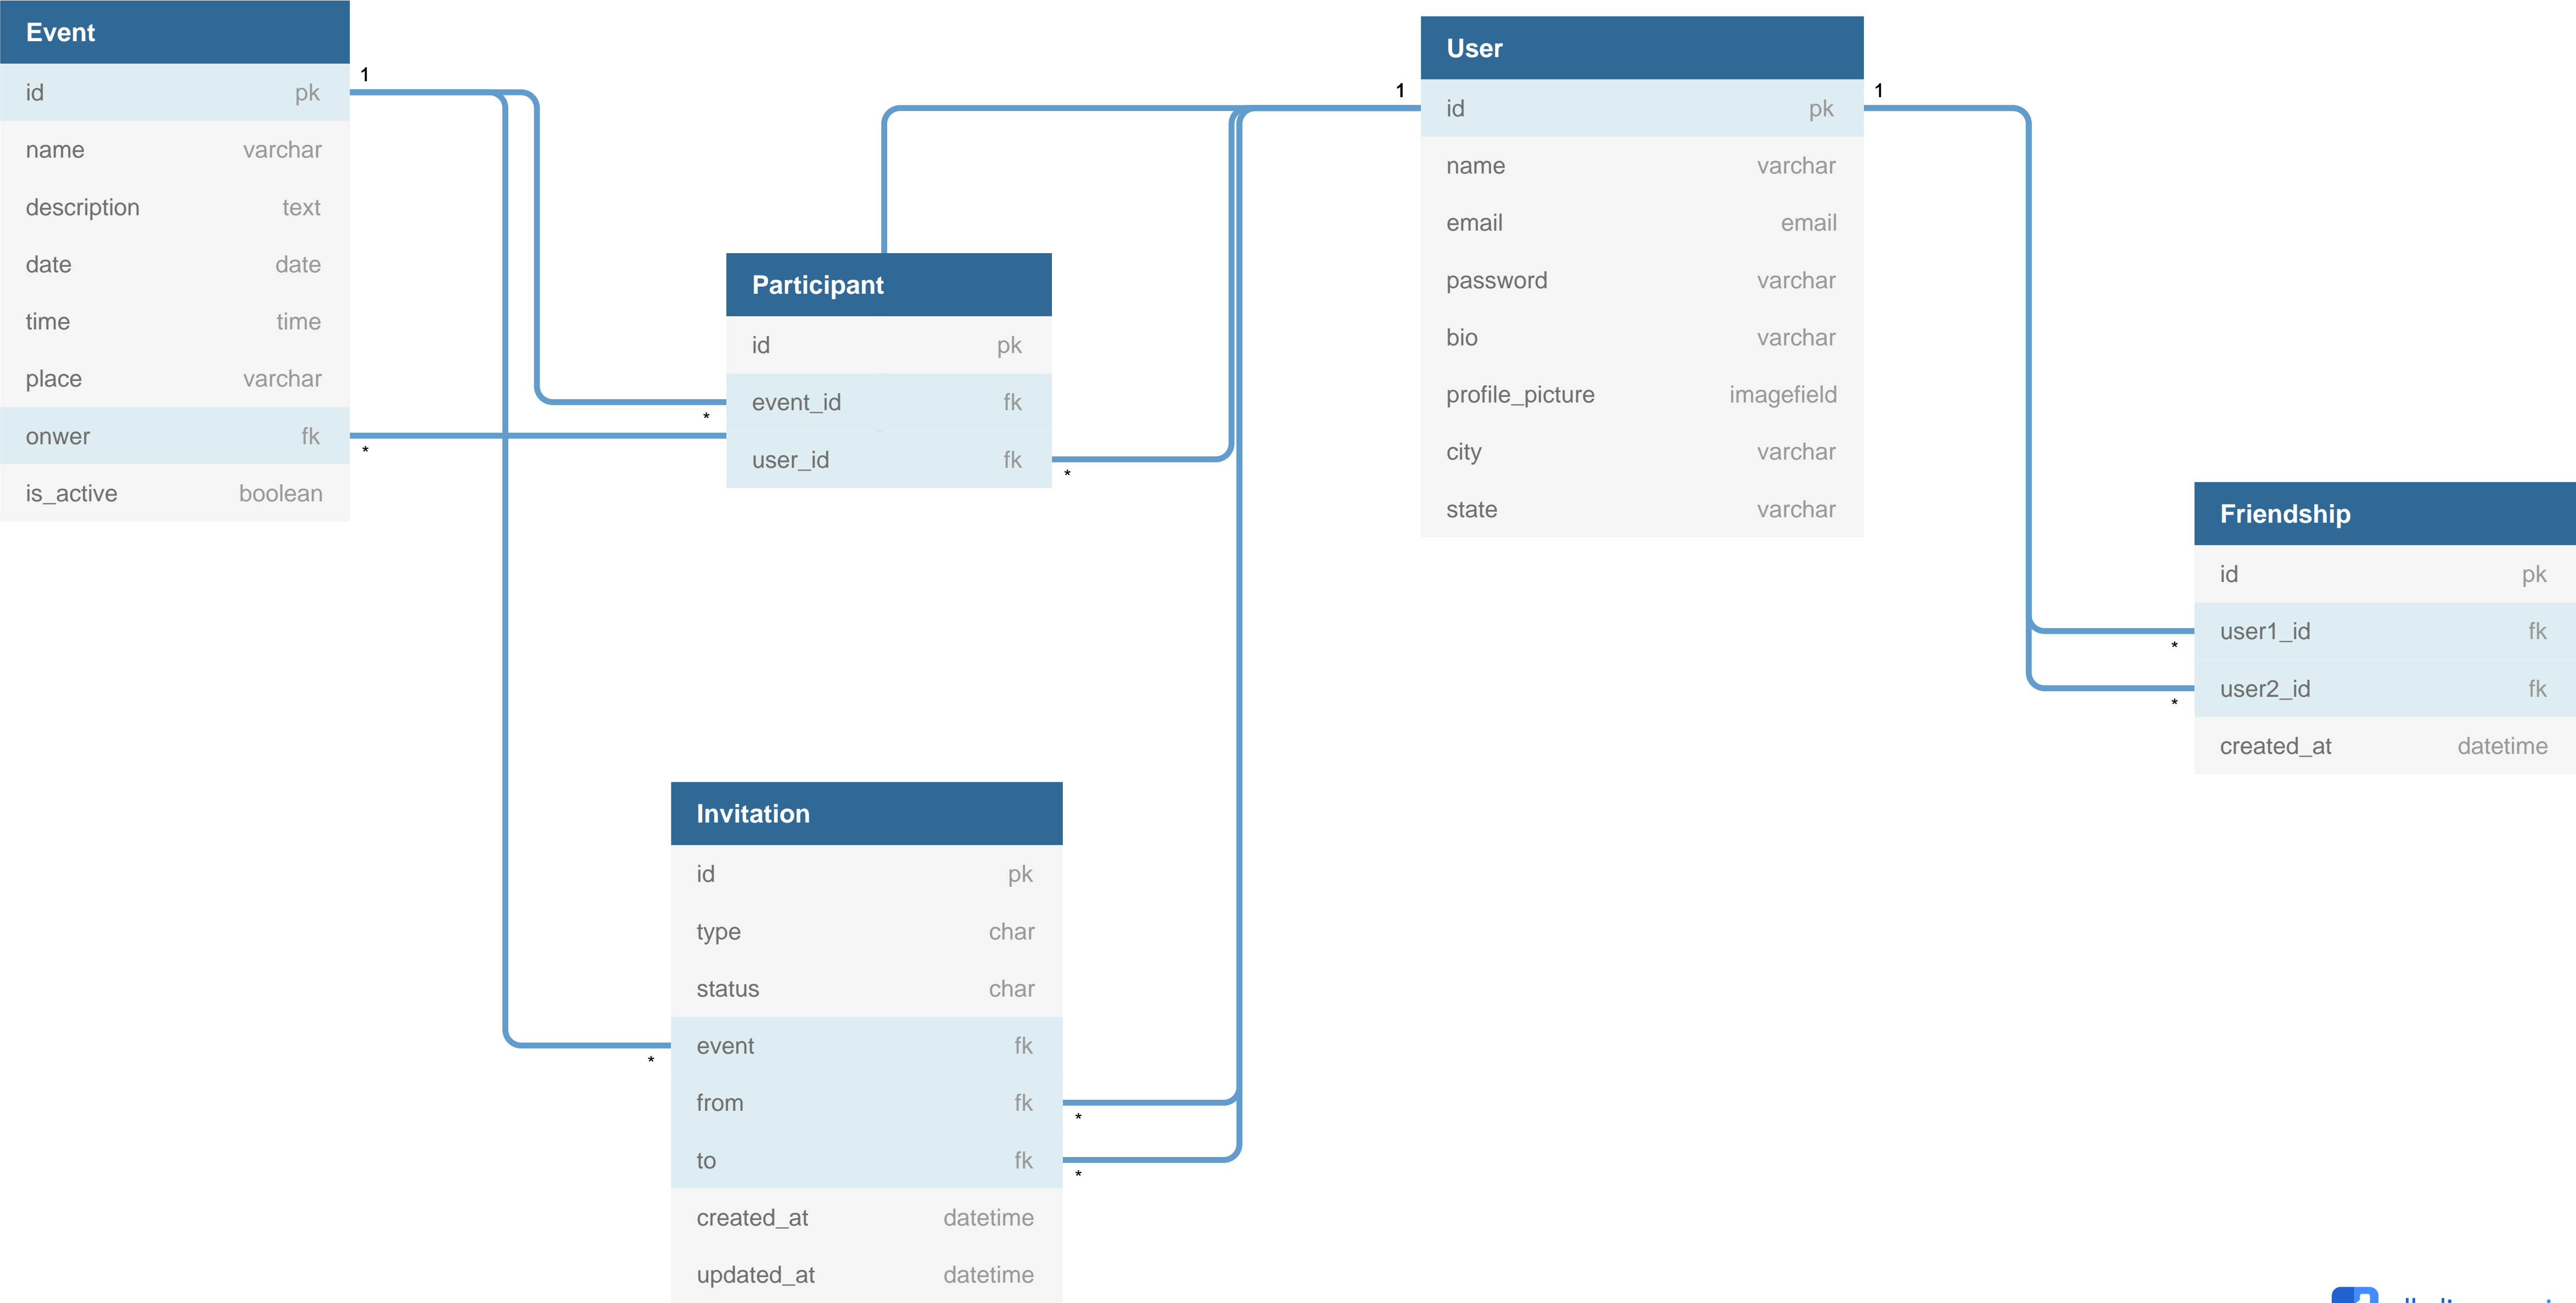 Event
id pk
name varchar
description text
date date
time time
place varchar
onwer fk
is_active boolean
1
*
Participant
id pk
event_id fk
user_id fk
*
*
User
id pk
name varchar
email email
password varchar
bio varchar
profile_picture imagefield
city varchar
state varchar
1
1
Friendship
id pk
user1_id fk
user2_id fk
created_at datetime
*
*
Invitation
id pk
type char
status char
event fk
from fk
to fk
created_at datetime
updated_at datetime
*
*
*